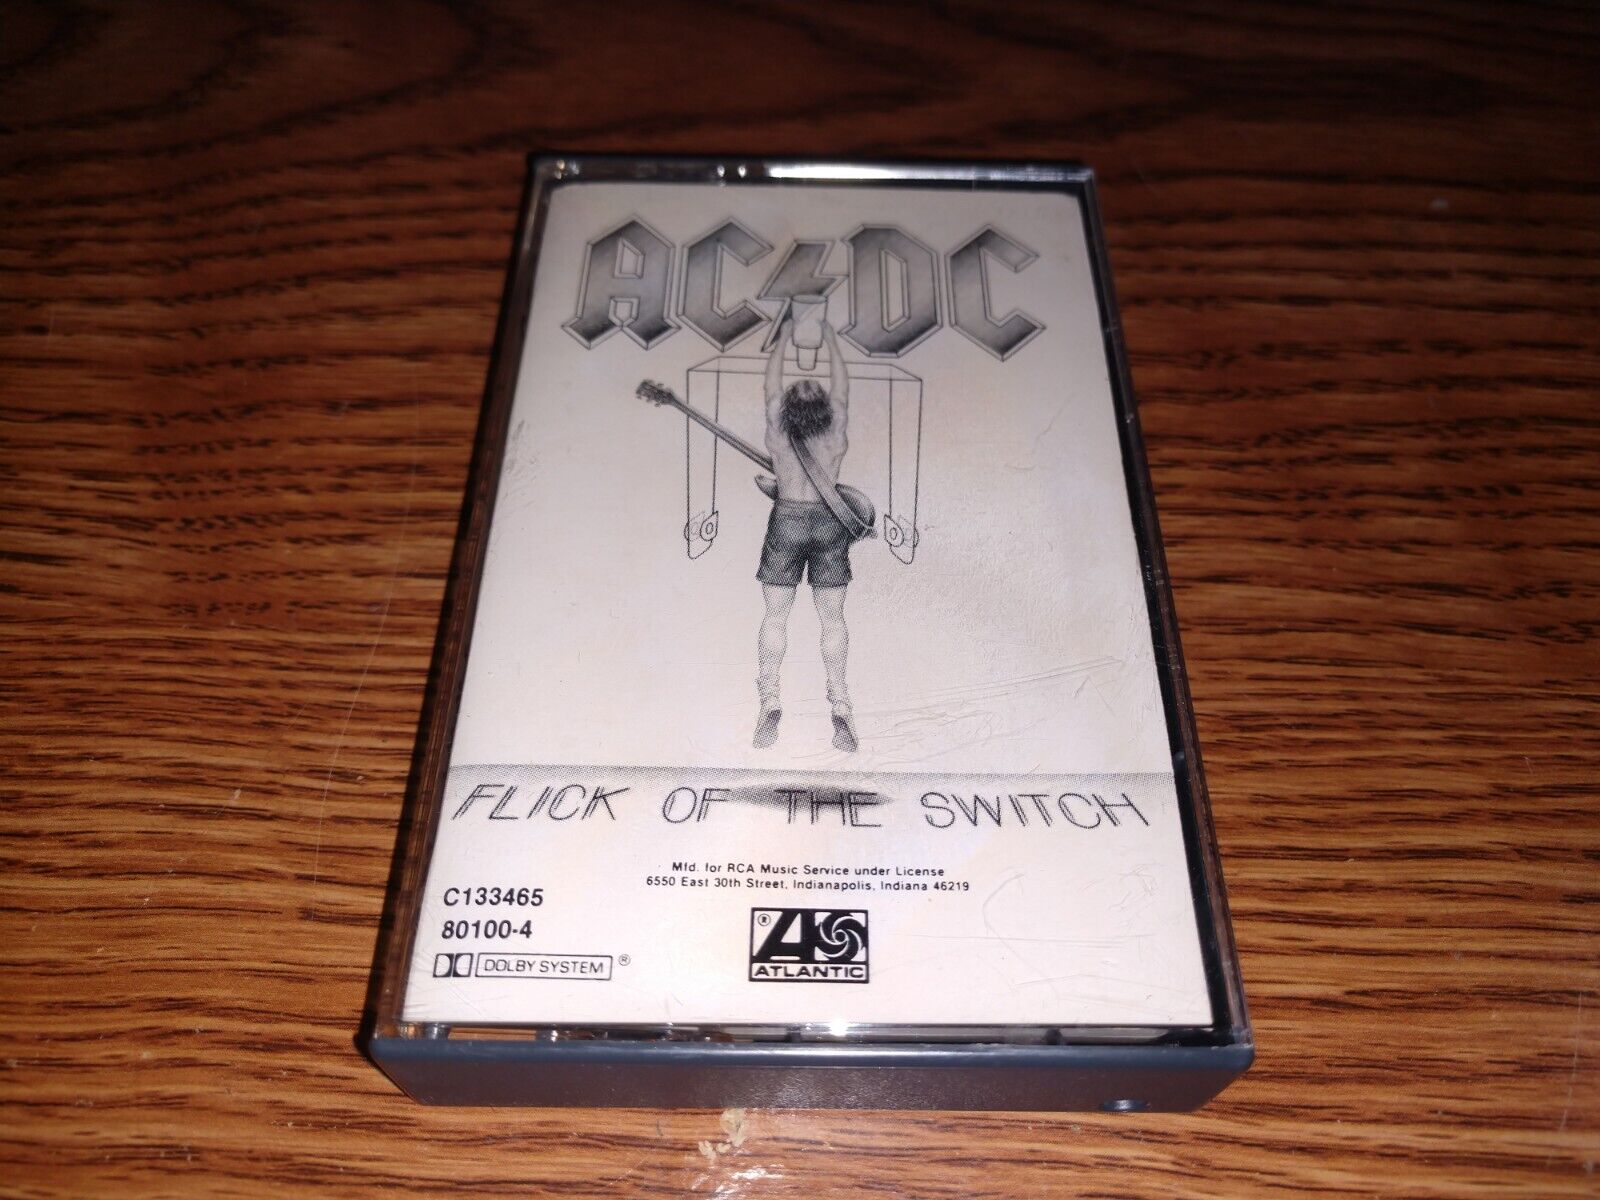 AC⚡DC
FLICK OF THE SWITCH
Mfd. for RCA Music Service under License
6550 East 30th Street, Indianapolis, Indiana 46219
C133465
80100-4
DOLBY SYSTEM ®
®
ATLANTIC